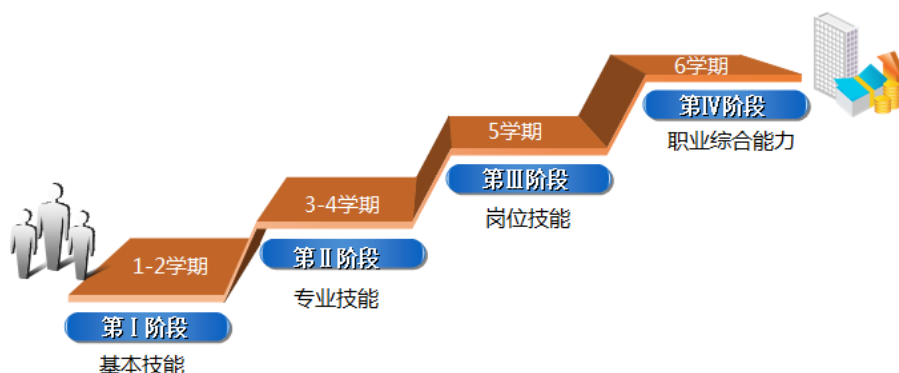 1-2学期
第Ⅰ阶段
基本技能
3-4学期
第Ⅱ阶段
专业技能
5学期
第Ⅲ阶段
岗位技能
6学期
第Ⅳ阶段
职业综合能力